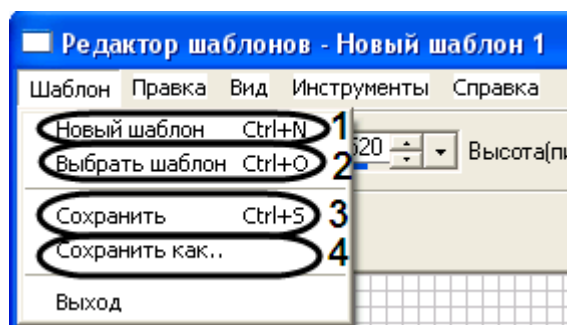 Редактор шаблонов - Новый шаблон 1
Шаблон Правка Вид Инструменты Справка
Новый шаблон Ctrl+N 1
520 Высота(пи
Выбрать шаблон Ctrl+O 2
Сохранить Ctrl+S 3
Сохранить как.. 4
Выход